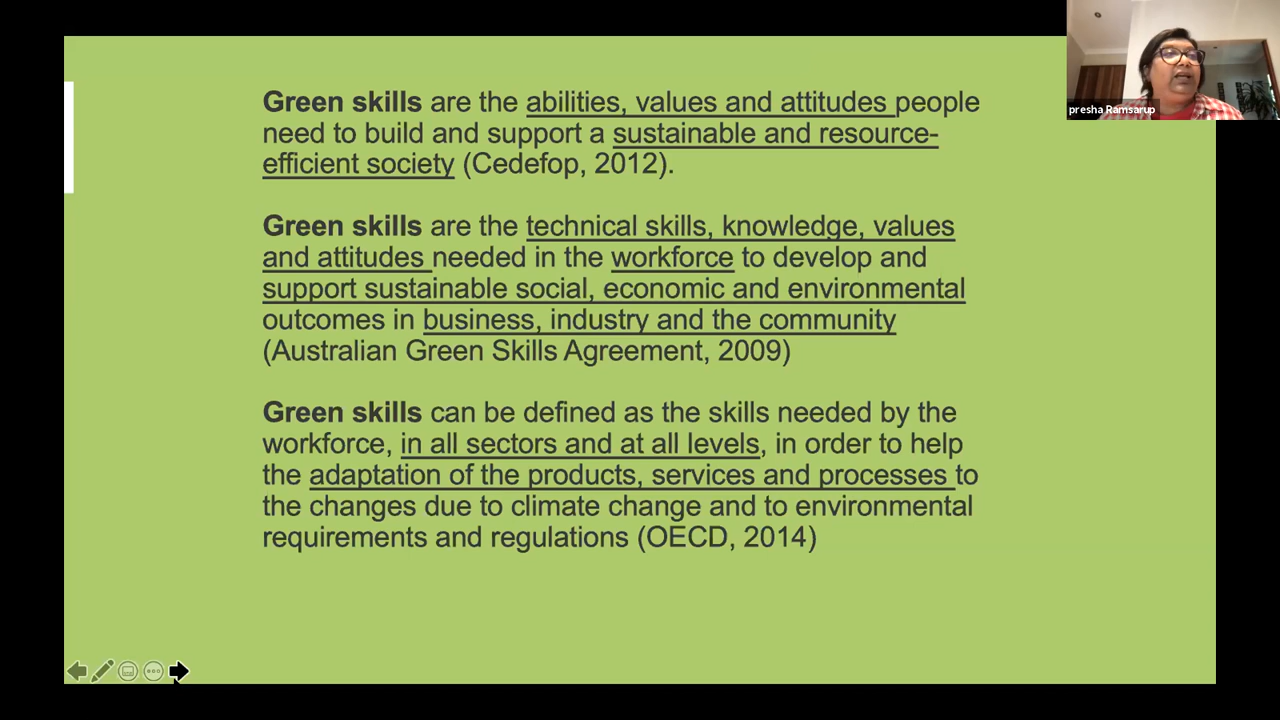 Green skills are the abilities, values and attitudes people
need to build and support a sustainable and resource-
efficient society (Cedefop, 2012).
Green skills are the technical skills, knowledge, values
and attitudes needed in the workforce to develop and
support sustainable social, economic and environmental
outcomes in business, industry and the community
(Australian Green Skills Agreement, 2009)
Green skills can be defined as the skills needed by the
workforce, in all sectors and at all levels, in order to help
the adaptation of the products, services and processes to
the changes due to climate change and to environmental
requirements and regulations (OECD, 2014)
presha Ramsarup